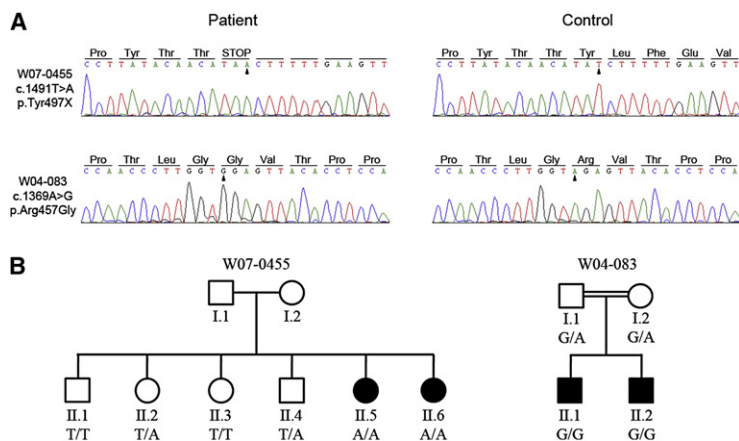 A
Patient Control
Pro Tyr Thr Thr STOP
C C T T A T A C A A C A T A A C T T T T T G A A G T T
W07-0455
c.1491T>A
p.Tyr497X
Pro Tyr Thr Thr Tyr Leu Phe Glu Val
C C T T A T A C A A C A T A T C T T T T T G A A G T T
Pro Thr Leu Gly Gly Val Thr Pro Pro
C C A A C C C T T G G T G G A G T T A C A C C T C C A
W04-083
c.1369A>G
p.Arg457Gly
Pro Thr Leu Gly Arg Val Thr Pro Pro
C C A A C C C T T G G T A G A G T T A C A C C T C C A
B
W07-0455 W04-083
I.1 I.2 I.1 I.2
G/A G/A
II.1 II.2 II.3 II.4 II.5 II.6 II.1 II.2
T/T T/A T/T T/A A/A A/A G/G G/G